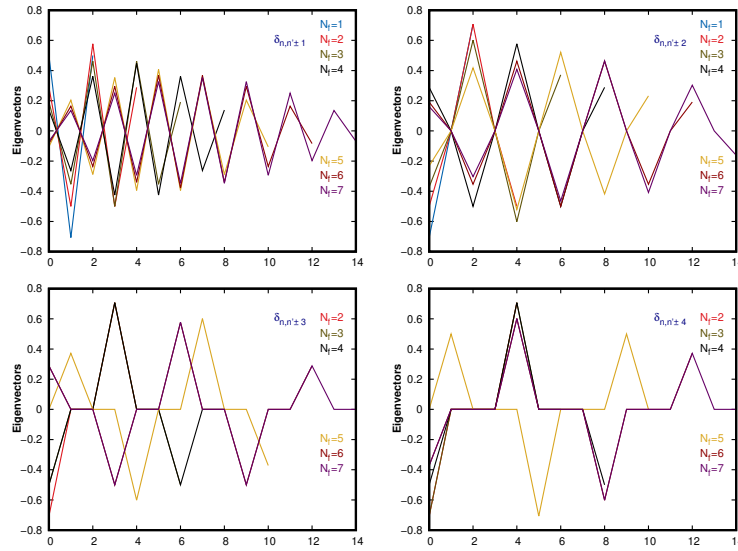 0.8
0.6
0.4
0.2
0
−0.2
−0.4
−0.6
−0.8
Eigenvectors
0 2 4 6 8 10 12 14
δn,n'± 1
Nf=1
Nf=2
Nf=3
Nf=4
Nf=5
Nf=6
Nf=7
0.8
0.6
0.4
0.2
0
−0.2
−0.4
−0.6
−0.8
Eigenvectors
0 2 4 6 8 10 12 1
δn,n'± 2
Nf=1
Nf=2
Nf=3
Nf=4
Nf=5
Nf=6
Nf=7
0.8
0.6
0.4
0.2
0
−0.2
−0.4
−0.6
−0.8
Eigenvectors
0 2 4 6 8 10 12 14
δn,n'± 3
Nf=2
Nf=3
Nf=4
Nf=5
Nf=6
Nf=7
0.8
0.6
0.4
0.2
0
−0.2
−0.4
−0.6
−0.8
Eigenvectors
0 2 4 6 8 10 12 1
δn,n'± 4
Nf=2
Nf=3
Nf=4
Nf=5
Nf=6
Nf=7